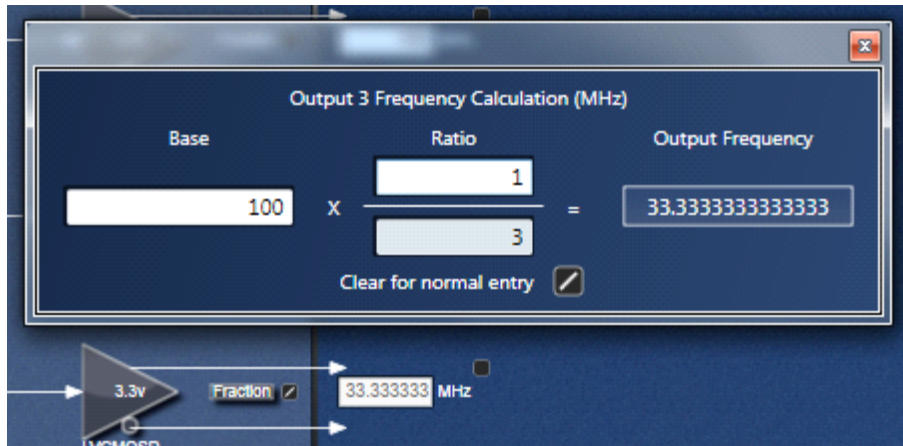 Output 3 Frequency Calculation (MHz)
Base Ratio Output Frequency
1
100 X = 33.3333333333333
3
Clear for normal entry
3.3v Fraction 33.333333 MHz